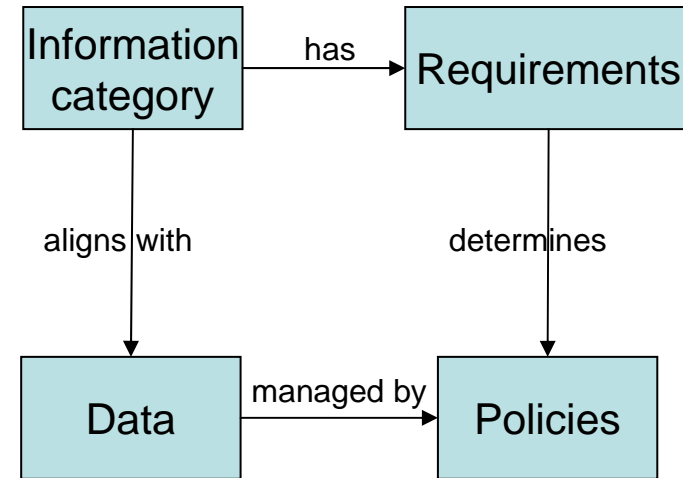 Information
category
has
Requirements
aligns with
determines
Data
managed by
Policies